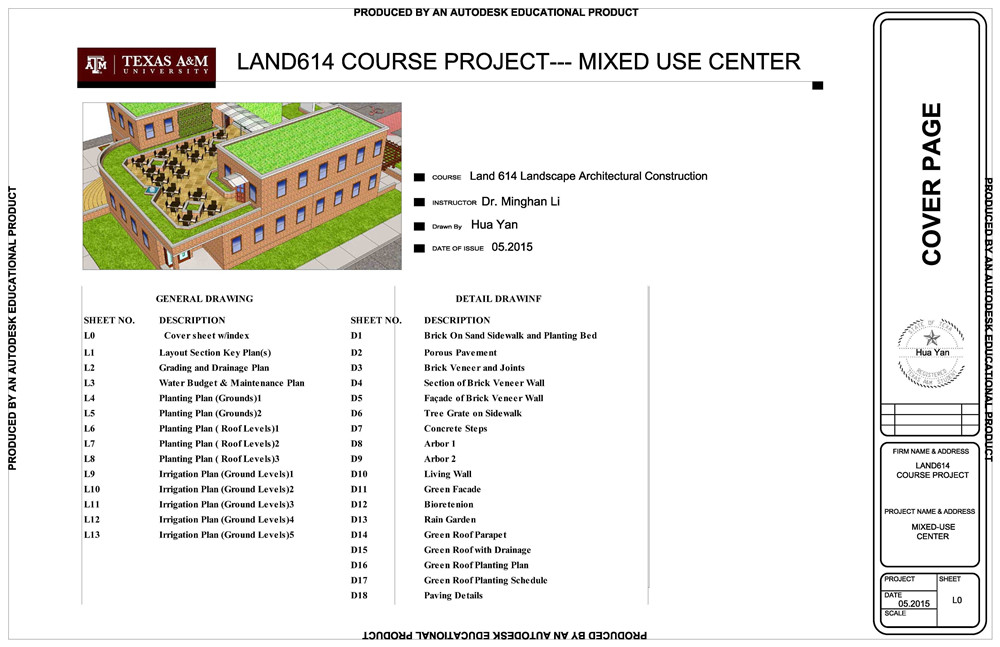 PRODUCED BY AN AUTODESK EDUCATIONAL PRODUCT
TEXAS A&M
UNIVERSITY
LAND614 COURSE PROJECT--- MIXED USE CENTER
COURSE Land 614 Landscape Architectural Construction
INSTRUCTOR Dr. Minghan Li
Drawn By Hua Yan
DATE OF ISSUE 05.2015
GENERAL DRAWING
SHEET NO. DESCRIPTION
L0 Cover sheet w/index
L1 Layout Section Key Plan(s)
L2 Grading and Drainage Plan
L3 Water Budget & Maintenance Plan
L4 Planting Plan (Grounds)1
L5 Planting Plan (Grounds)2
L6 Planting Plan ( Roof Levels)1
L7 Planting Plan ( Roof Levels)2
L8 Planting Plan ( Roof Levels)3
L9 Irrigation Plan (Ground Levels)1
L10 Irrigation Plan (Ground Levels)2
L11 Irrigation Plan (Ground Levels)3
L12 Irrigation Plan (Ground Levels)4
L13 Irrigation Plan (Ground Levels)5
DETAIL DRAWINF
SHEET NO. DESCRIPTION
D1 Brick On Sand Sidewalk and Planting Bed
D2 Porous Pavement
D3 Brick Veneer and Joints
D4 Section of Brick Veneer Wall
D5 Façade of Brick Veneer Wall
D6 Tree Grate on Sidewalk
D7 Concrete Steps
D8 Arbor 1
D9 Arbor 2
D10 Living Wall
D11 Green Facade
D12 Bioretenion
D13 Rain Garden
D14 Green Roof Parapet
D15 Green Roof with Drainage
D16 Green Roof Planting Plan
D17 Green Roof Planting Schedule
D18 Paving Details
COVER PAGE
STATE OF TEXAS
Hua Yan
REGISTERED
FIRM NAME & ADDRESS
LAND614
COURSE PROJECT
PROJECT NAME & ADDRESS
MIXED-USE
CENTER
PROJECT
DATE
05.2015
SCALE
SHEET
L0
PRODUCED BY AN AUTODESK EDUCATIONAL PRODUCT
PRODUCED BY AN AUTODESK EDUCATIONAL PRODUCT
PRODUCED BY AN AUTODESK EDUCATIONAL PRODUCT